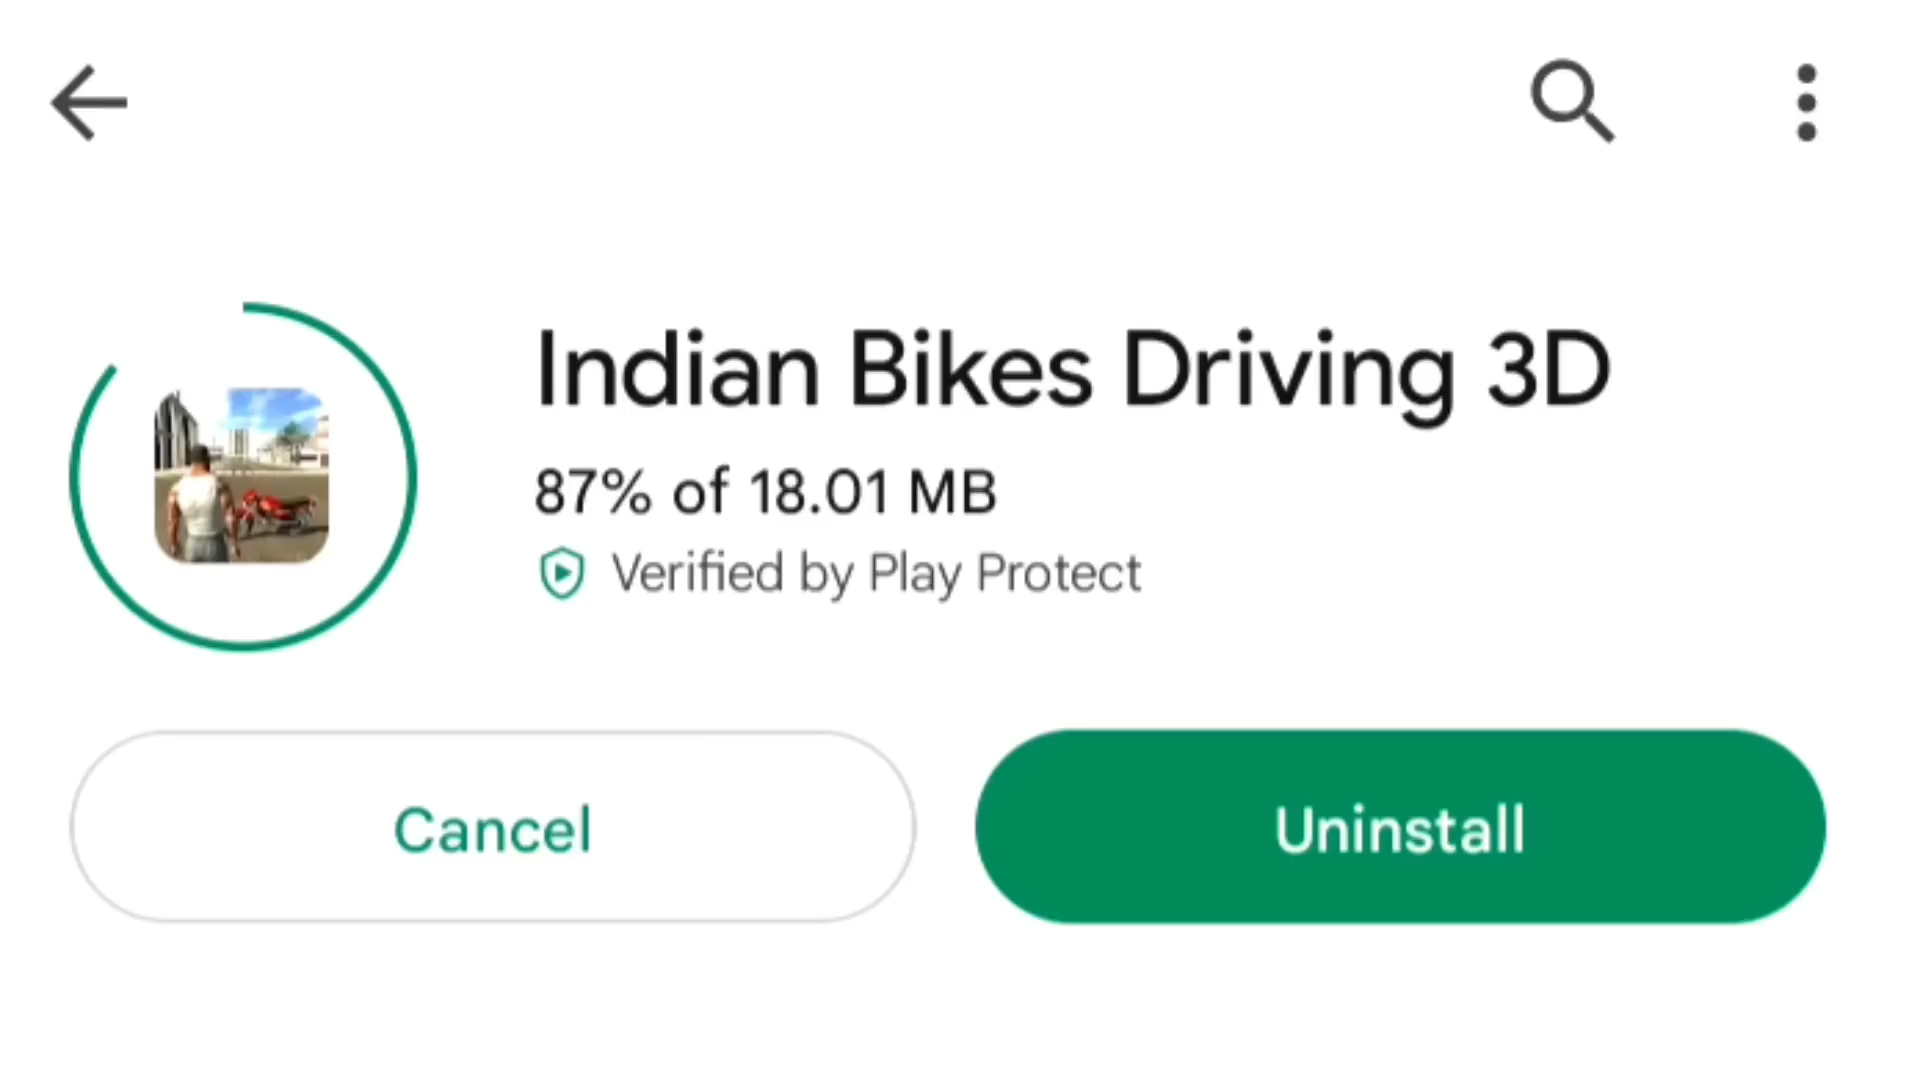 Indian Bikes Driving 3D
87% of 18.01 MB
Verified by Play Protect
Cancel
Uninstall